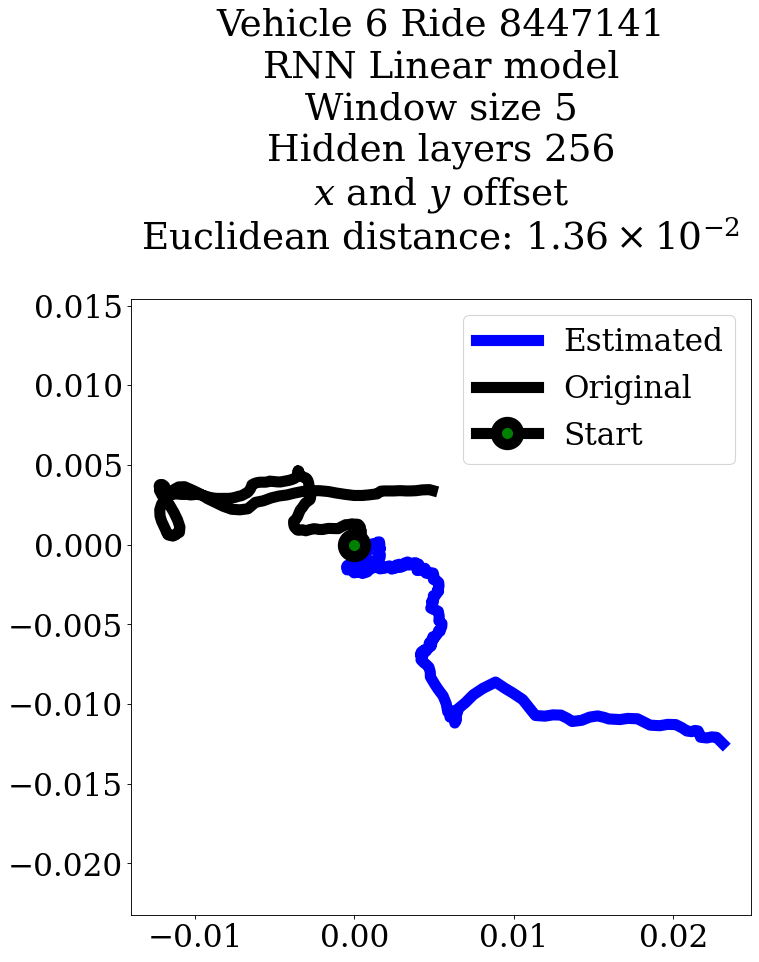 Vehicle 6 Ride 8447141
RNN Linear model
Window size 5
Hidden layers 256
x and y offset
Euclidean distance: 1.36 × 10⁻²
0.015
0.010
0.005
0.000
−0.005
−0.010
−0.015
−0.020
Estimated
Original
Start
−0.01
0.00
0.01
0.02